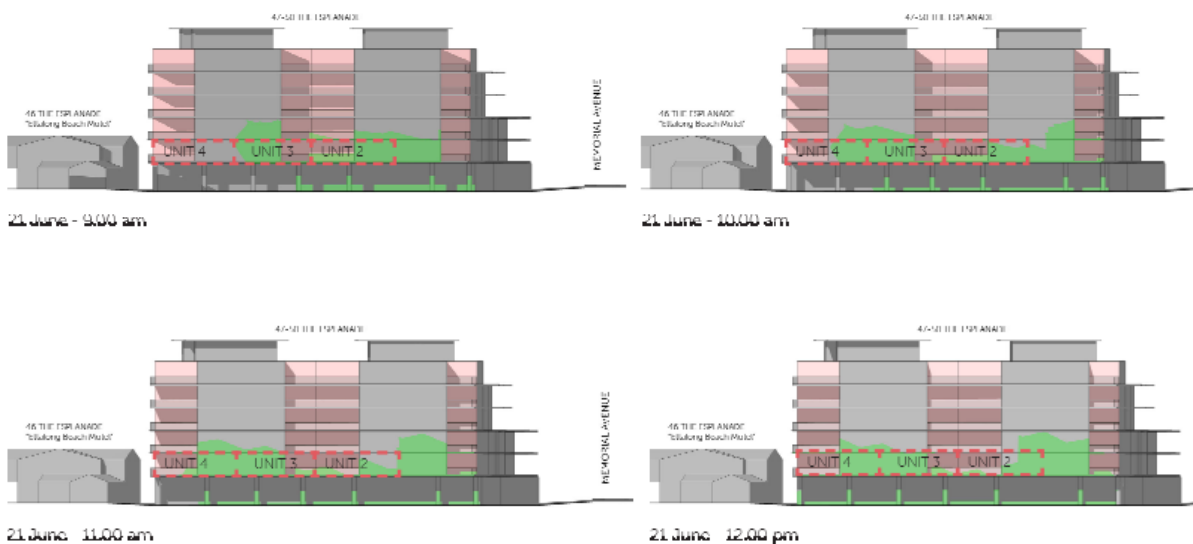 47-50 THE ESPLANADE
46 THE ESPLANADE
"Ettalong Beach Motel"
UNIT 4
UNIT 3
UNIT 2
MEMORIAL AVENUE
21 June - 9.00 am
47-50 THE ESPLANADE
46 THE ESPLANADE
"Ettalong Beach Motel"
UNIT 4
UNIT 3
UNIT 2
21 June - 10.00 am
47-50 THE ESPLANADE
46 THE ESPLANADE
"Ettalong Beach Motel"
UNIT 4
UNIT 3
UNIT 2
MEMORIAL AVENUE
21 June - 11.00 am
47-50 THE ESPLANADE
46 THE ESPLANADE
"Ettalong Beach Motel"
UNIT 4
UNIT 3
UNIT 2
21 June - 12.00 pm